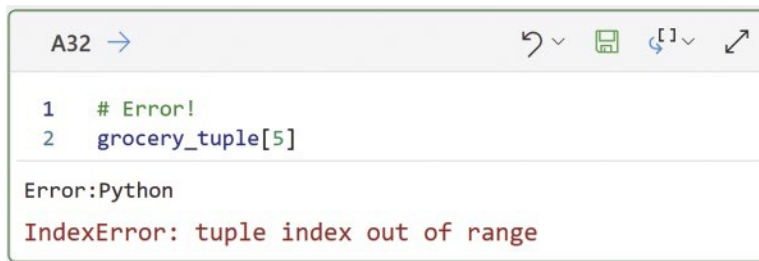 A32
1 # Error!
2 grocery_tuple[5]
Error:Python
IndexError: tuple index out of range